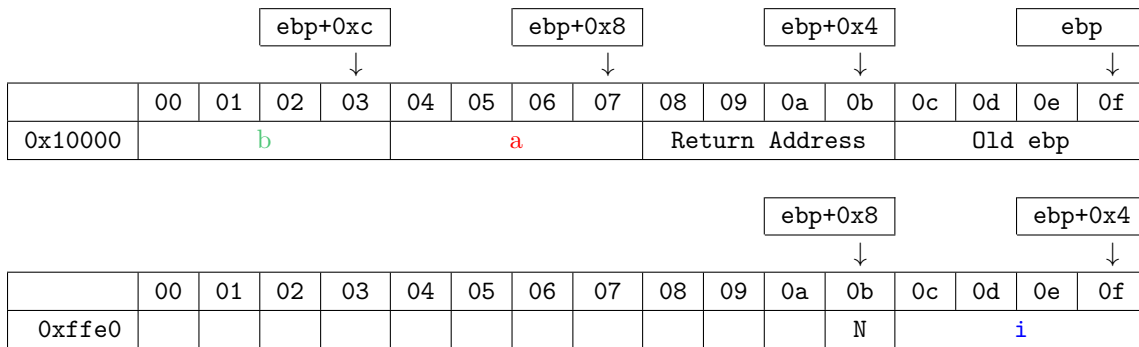 ebp+0xc ebp+0x8 ebp+0x4 ebp
↓ ↓ ↓ ↓
00 01 02 03 04 05 06 07 08 09 0a 0b 0c 0d 0e 0f
0x10000 b a Return Address Old ebp
ebp+0x8 ebp+0x4
↓ ↓
00 01 02 03 04 05 06 07 08 09 0a 0b 0c 0d 0e 0f
0xffe0 N i